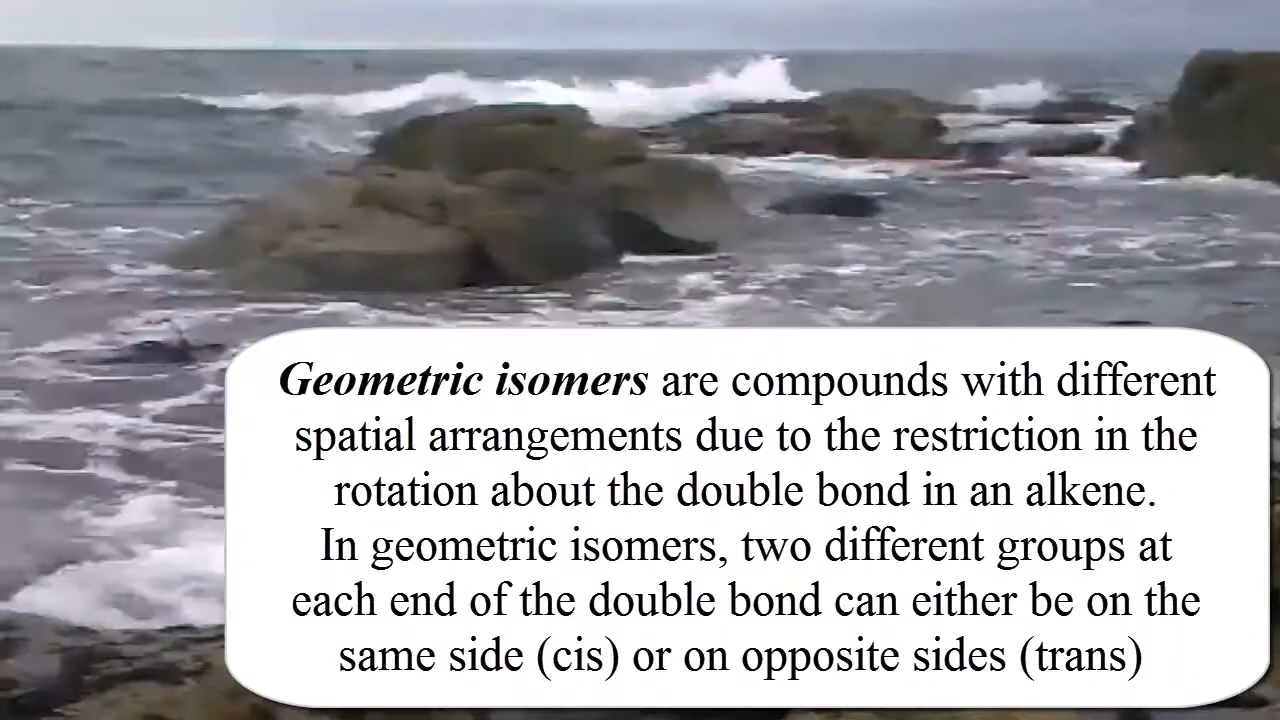 Geometric isomers are compounds with different
spatial arrangements due to the restriction in the
rotation about the double bond in an alkene.
In geometric isomers, two different groups at
each end of the double bond can either be on the
same side (cis) or on opposite sides (trans)